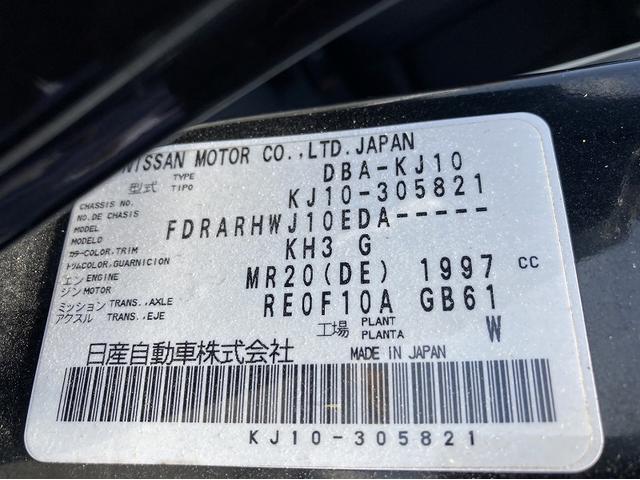 NISSAN MOTOR CO.,LTD.JAPAN
型式 TYPE TIPO DBA-KJ10
CHASSIS NO. NO.DE CHASIS KJ10-305821
MODEL MODELO FDRARHWJ10EDA-----
カラー COLOR,TRIM トリム COLOR,GUARNICION KH3 G
エンジン ENGINE MOTOR MR20(DE) 1997 cc
ミッション TRANS.,AXLE アクスル TRANS.,EJE RE0F10A GB61
工場 PLANT PLANTA W
日産自動車株式会社 MADE IN JAPAN
KJ10-305821